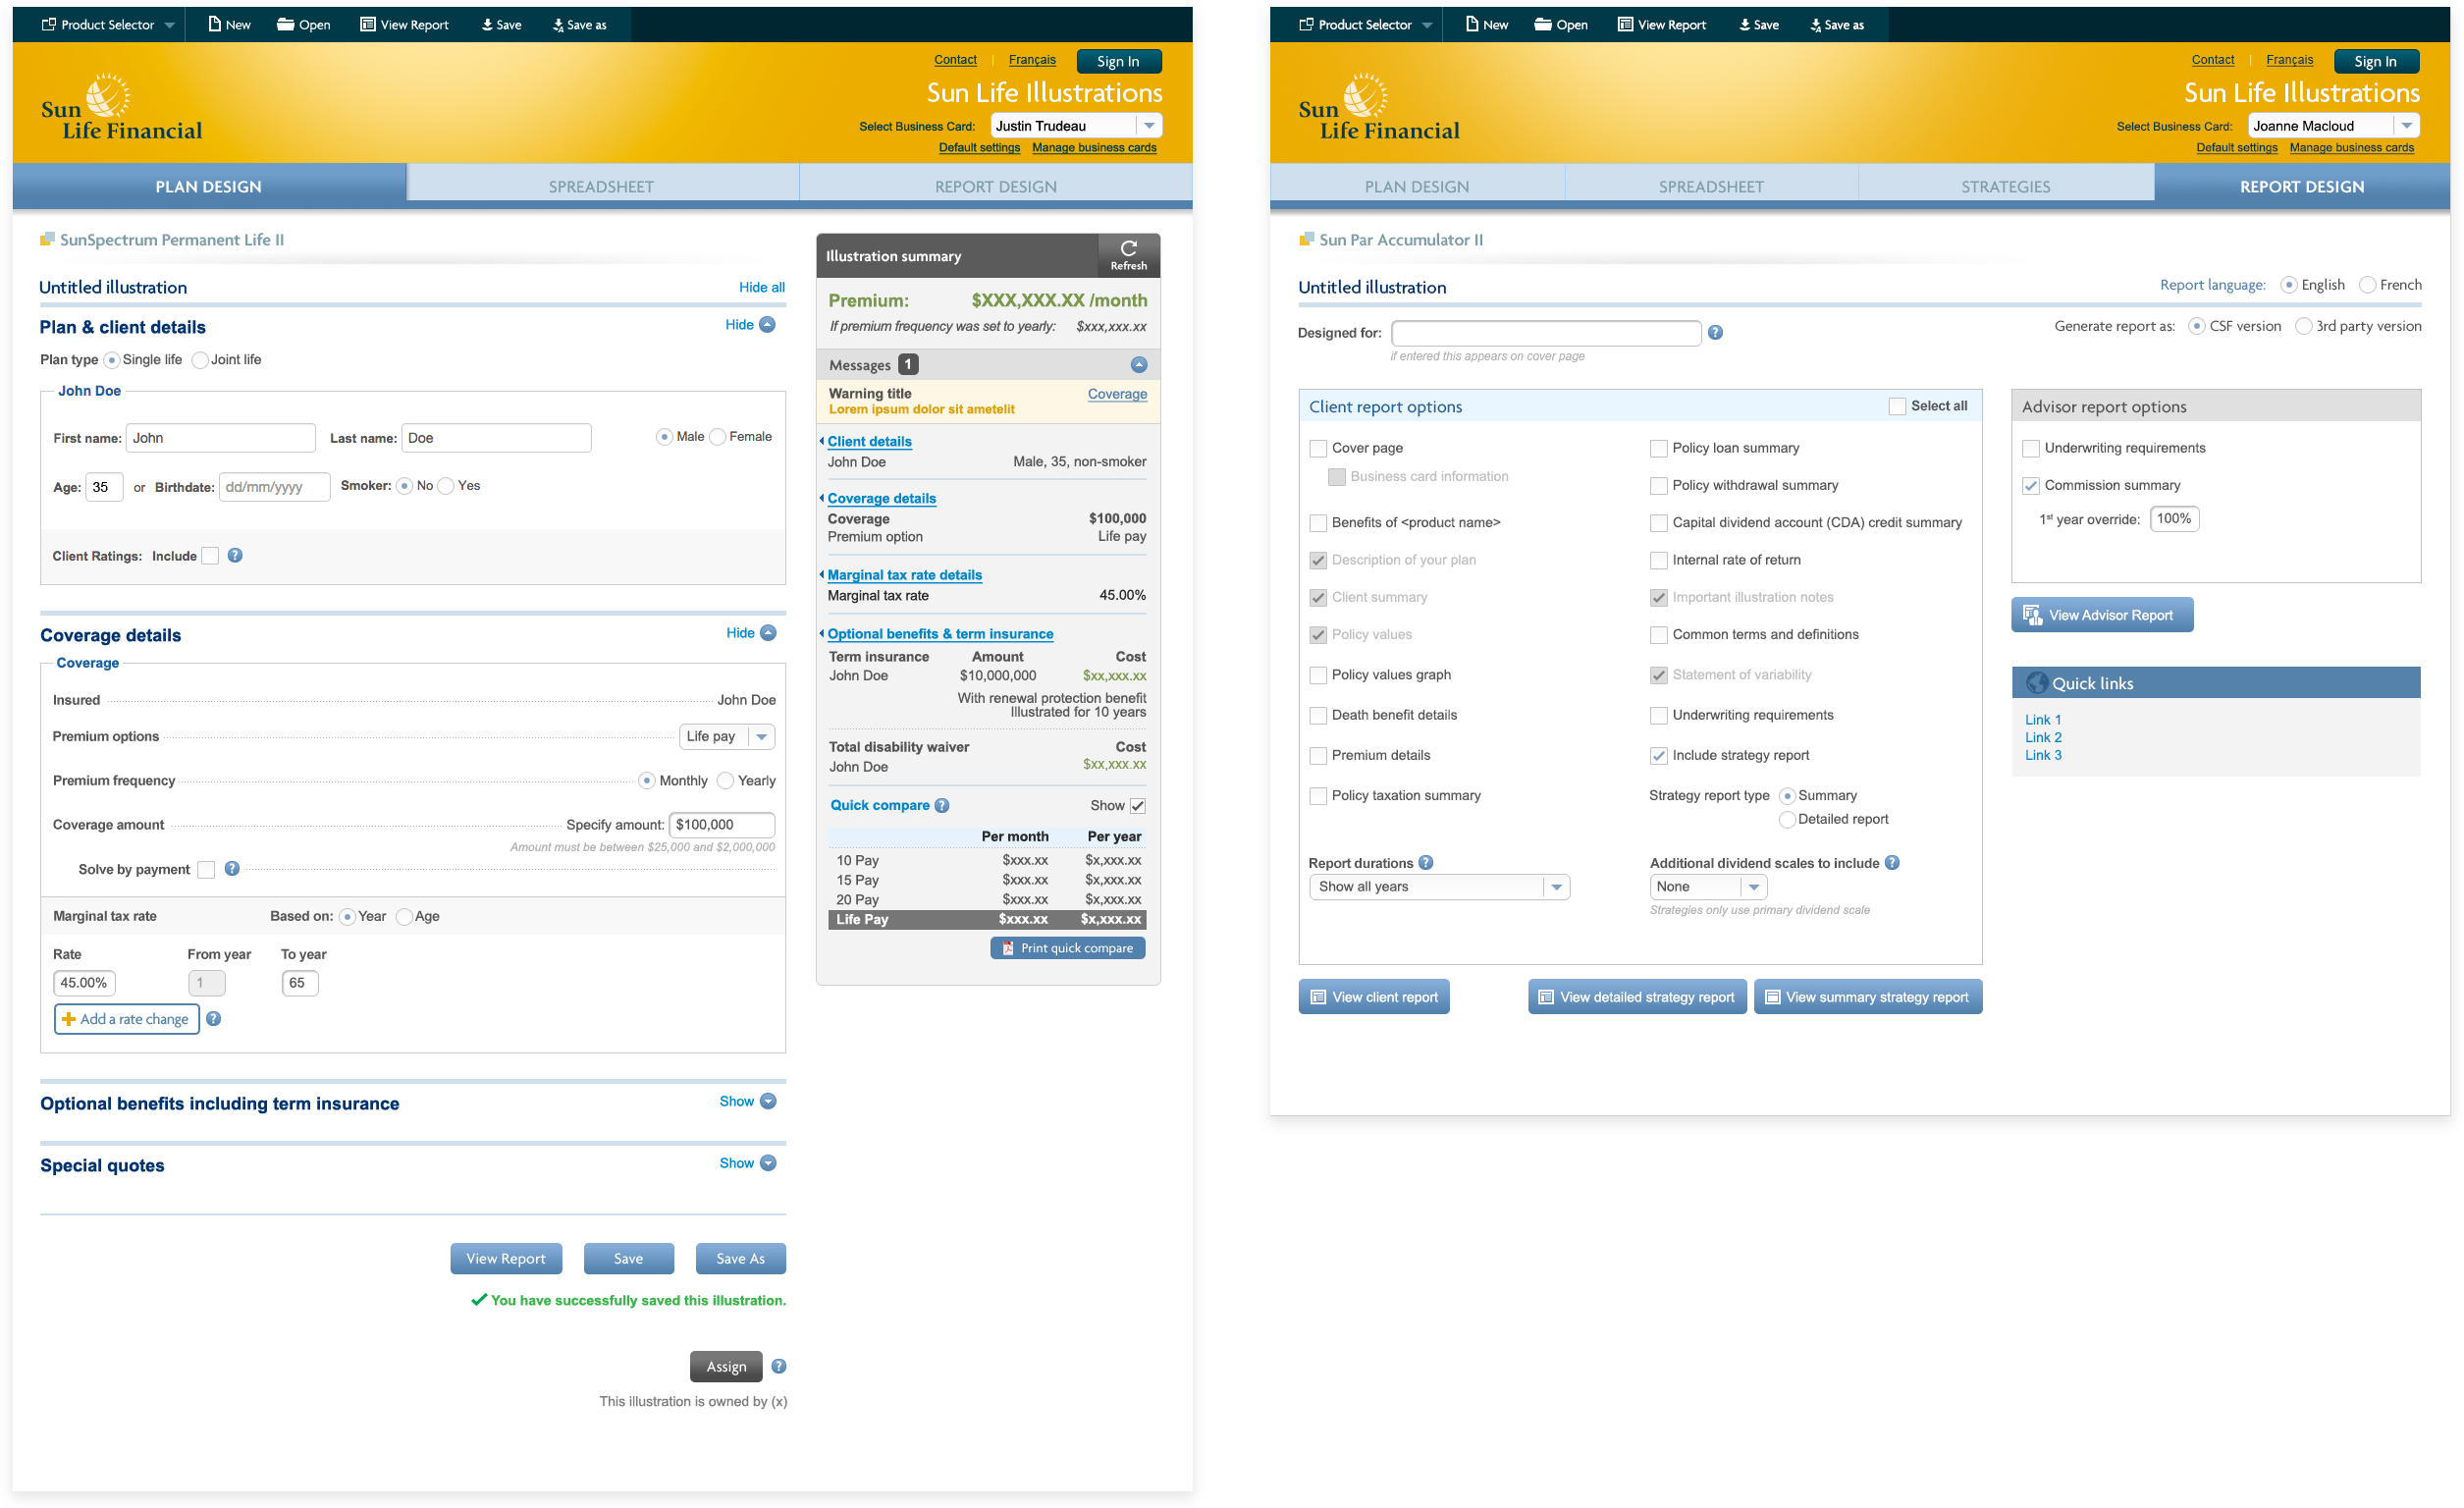 Product Selector New Open View Report Save Save as
Contact Français Sign In
Sun Life Illustrations
Sun
Life Financial
Select Business Card: Justin Trudeau
Default settings Manage business cards
PLAN DESIGN SPREADSHEET REPORT DESIGN
SunSpectrum Permanent Life II
Untitled illustration Hide all
Plan & client details Hide
Plan type Single life Joint life
John Doe
First name: John Last name: Doe Male Female
Age: 35 or Birthdate: dd/mm/yyyy Smoker: No Yes
Client Ratings: Include ?
Coverage details Hide
Coverage
Insured John Doe
Premium options Life pay
Premium frequency Monthly Yearly
Coverage amount Specify amount: $100,000
Amount must be between $25,000 and $2,000,000
Solve by payment ?
Marginal tax rate Based on: Year Age
Rate From year To year
45.00% 1 65
Add a rate change ?
Optional benefits including term insurance Show
Special quotes Show
View Report Save Save As
You have successfully saved this illustration.
Assign ?
This illustration is owned by (x)
Illustration summary Refresh
Premium: $XXX,XXX.XX /month
If premium frequency was set to yearly: $xxx,xxx.xx
Messages 1
Warning title Coverage
Lorem ipsum dolor sit ametelit
Client details
John Doe Male, 35, non-smoker
Coverage details
Coverage $100,000
Premium option Life pay
Marginal tax rate details
Marginal tax rate 45.00%
Optional benefits & term insurance
Term insurance Amount Cost
John Doe $10,000,000 $xx,xxx.xx
With renewal protection benefit
Illustrated for 10 years
Total disability waiver Cost
John Doe $xx,xxx.xx
Quick compare ? Show
Per month Per year
10 Pay $xxx.xx $x,xxx.xx
15 Pay $xxx.xx $x,xxx.xx
20 Pay $xxx.xx $x,xxx.xx
Life Pay $xxx.xx $x,xxx.xx
Print quick compare
Product Selector New Open View Report Save Save as
Contact Français Sign In
Sun Life Illustrations
Sun
Life Financial
Select Business Card: Joanne Macloud
Default settings Manage business cards
PLAN DESIGN SPREADSHEET STRATEGIES REPORT DESIGN
Sun Par Accumulator II
Untitled illustration Report language: English French
Designed for: ? Generate report as: CSF version 3rd party version
if entered this appears on cover page
Client report options Select all
Cover page
Business card information
Benefits of <product name>
Description of your plan
Client summary
Policy values
Policy values graph
Death benefit details
Premium details
Policy taxation summary
Report durations ?
Show all years
Policy loan summary
Policy withdrawal summary
Capital dividend account (CDA) credit summary
Internal rate of return
Important illustration notes
Common terms and definitions
Statement of variability
Underwriting requirements
Include strategy report
Strategy report type Summary
Detailed report
Additional dividend scales to include ?
None
Strategies only use primary dividend scale
View client report View detailed strategy report View summary strategy report
Advisor report options
Underwriting requirements
Commission summary
1st year override: 100%
View Advisor Report
Quick links
Link 1
Link 2
Link 3